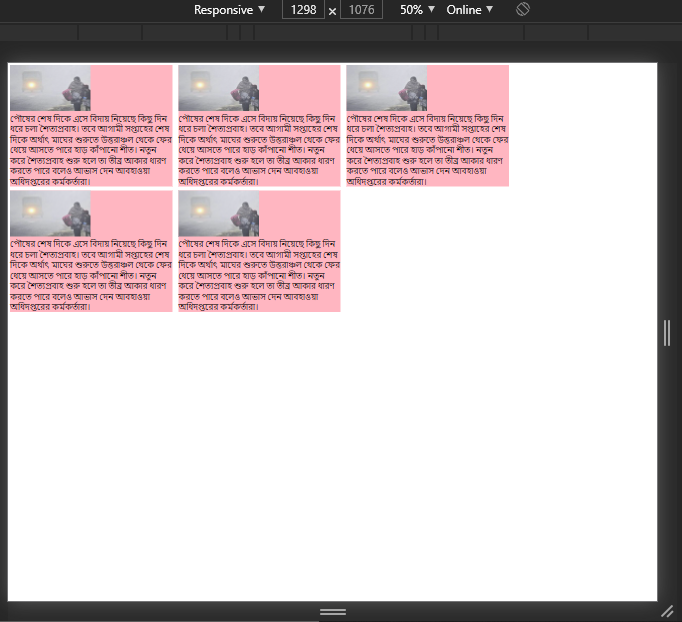 Responsive ▼ 1298 × 1076 50% ▼ Online ▼
পৌষের শেষ দিকে এসে বিদায় নিয়েছে কিছু দিন
ধরে চলা শৈত্যপ্রবাহ। তবে আগামী সপ্তাহের শেষ
দিকে অর্থাৎ মাঘের শুরুতে উত্তরাঞ্চল থেকে ফের
ধেয়ে আসতে পারে হাড় কাঁপানো শীত। নতুন
করে শৈত্যপ্রবাহ শুরু হলে তা তীব্র আকার ধারণ
করতে পারে বলেও আভাস দেন আবহাওয়া
অধিদপ্তরের কর্মকর্তারা।
পৌষের শেষ দিকে এসে বিদায় নিয়েছে কিছু দিন
ধরে চলা শৈত্যপ্রবাহ। তবে আগামী সপ্তাহের শেষ
দিকে অর্থাৎ মাঘের শুরুতে উত্তরাঞ্চল থেকে ফের
ধেয়ে আসতে পারে হাড় কাঁপানো শীত। নতুন
করে শৈত্যপ্রবাহ শুরু হলে তা তীব্র আকার ধারণ
করতে পারে বলেও আভাস দেন আবহাওয়া
অধিদপ্তরের কর্মকর্তারা।
পৌষের শেষ দিকে এসে বিদায় নিয়েছে কিছু দিন
ধরে চলা শৈত্যপ্রবাহ। তবে আগামী সপ্তাহের শেষ
দিকে অর্থাৎ মাঘের শুরুতে উত্তরাঞ্চল থেকে ফের
ধেয়ে আসতে পারে হাড় কাঁপানো শীত। নতুন
করে শৈত্যপ্রবাহ শুরু হলে তা তীব্র আকার ধারণ
করতে পারে বলেও আভাস দেন আবহাওয়া
অধিদপ্তরের কর্মকর্তারা।
পৌষের শেষ দিকে এসে বিদায় নিয়েছে কিছু দিন
ধরে চলা শৈত্যপ্রবাহ। তবে আগামী সপ্তাহের শেষ
দিকে অর্থাৎ মাঘের শুরুতে উত্তরাঞ্চল থেকে ফের
ধেয়ে আসতে পারে হাড় কাঁপানো শীত। নতুন
করে শৈত্যপ্রবাহ শুরু হলে তা তীব্র আকার ধারণ
করতে পারে বলেও আভাস দেন আবহাওয়া
অধিদপ্তরের কর্মকর্তারা।
পৌষের শেষ দিকে এসে বিদায় নিয়েছে কিছু দিন
ধরে চলা শৈত্যপ্রবাহ। তবে আগামী সপ্তাহের শেষ
দিকে অর্থাৎ মাঘের শুরুতে উত্তরাঞ্চল থেকে ফের
ধেয়ে আসতে পারে হাড় কাঁপানো শীত। নতুন
করে শৈত্যপ্রবাহ শুরু হলে তা তীব্র আকার ধারণ
করতে পারে বলেও আভাস দেন আবহাওয়া
অধিদপ্তরের কর্মকর্তারা।